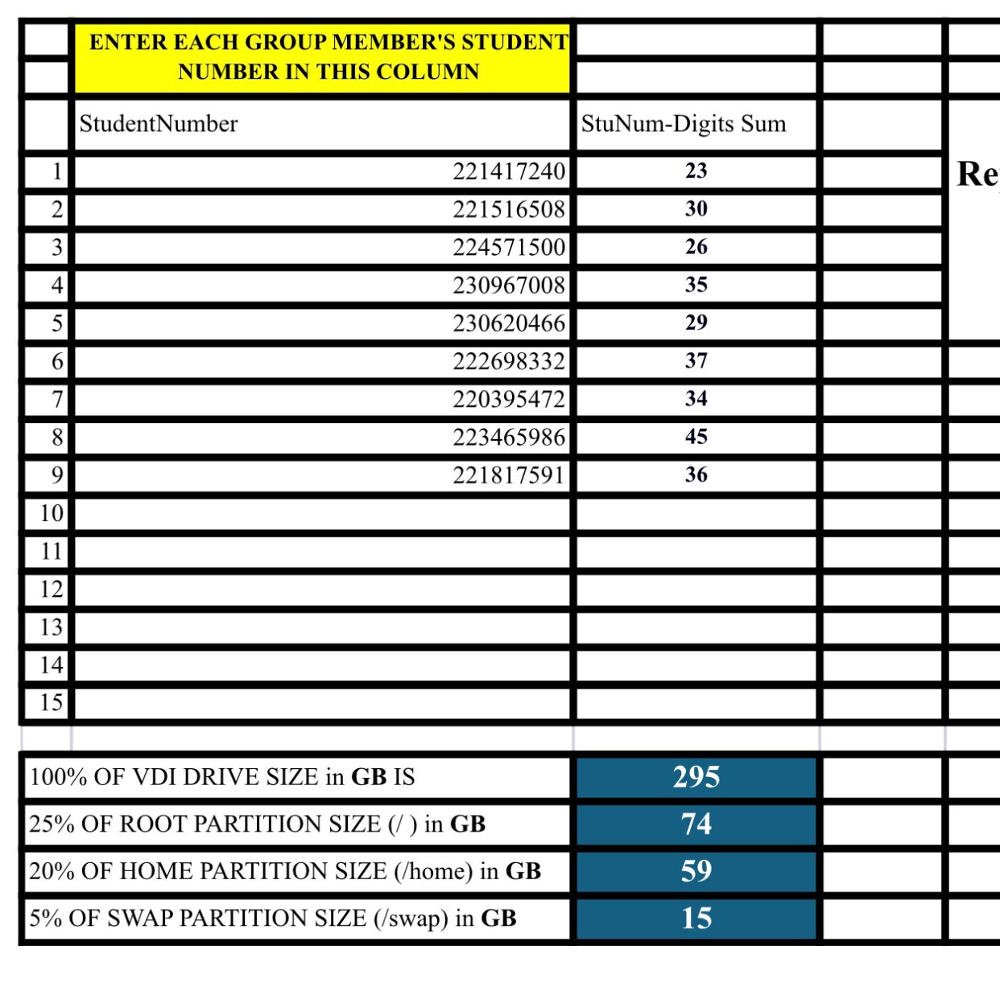 ENTER EACH GROUP MEMBER'S STUDENT
NUMBER IN THIS COLUMN
StudentNumber StuNum-Digits Sum
1 221417240 23
2 221516508 30
3 224571500 26
4 230967008 35
5 230620466 29
6 222698332 37
7 220395472 34
8 223465986 45
9 221817591 36
10
11
12
13
14
15
100% OF VDI DRIVE SIZE in GB IS 295
25% OF ROOT PARTITION SIZE (/ ) in GB 74
20% OF HOME PARTITION SIZE (/home) in GB 59
5% OF SWAP PARTITION SIZE (/swap) in GB 15